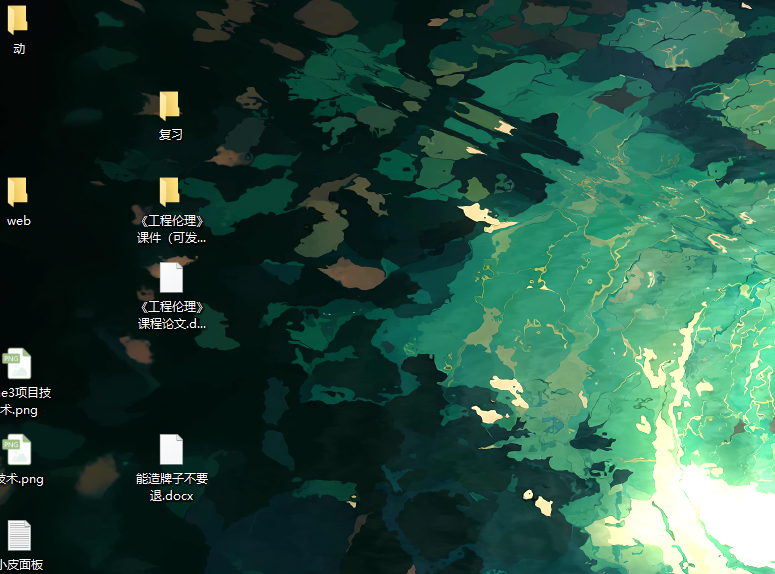 动
复习
web
《工程伦理》
课件（可发...
《工程伦理》
课程论文.d...
PNG
e3项目技
术.png
PNG
技术.png
能造牌子不要
退.docx
小皮面板